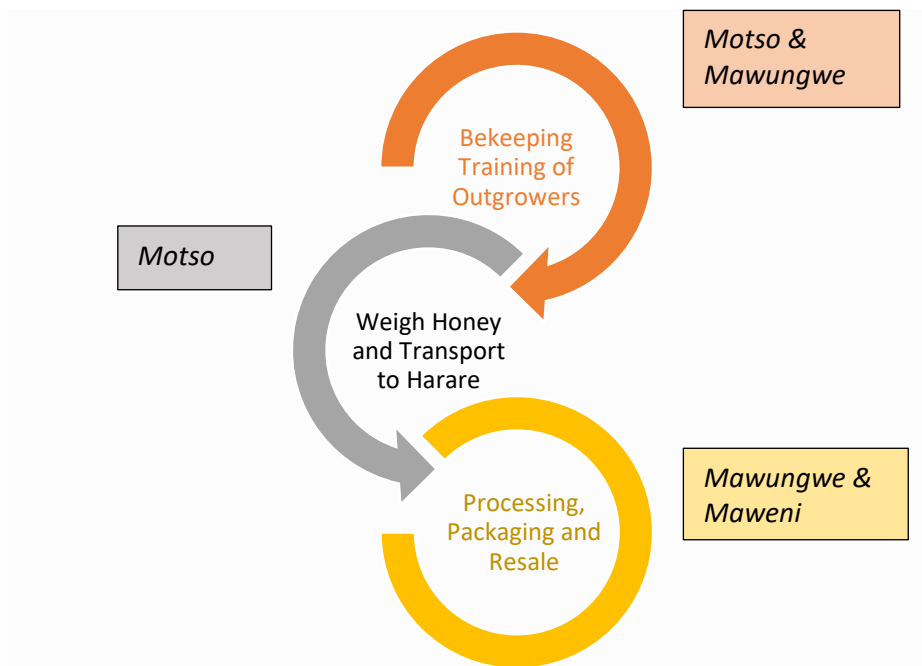 Motso &
Mawungwe
Bekeeping
Training of
Outgrowers
Motso
Weigh Honey
and Transport
to Harare
Mawungwe &
Maweni
Processing,
Packaging and
Resale